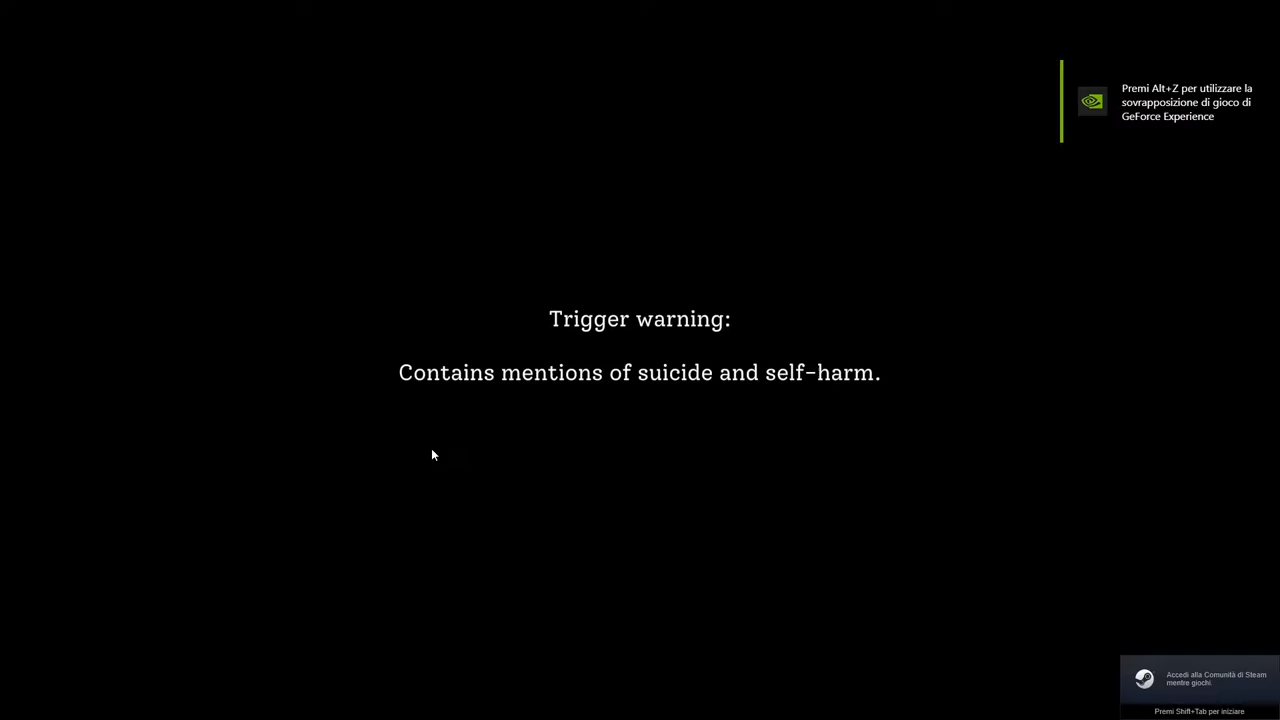 Premi Alt+Z per utilizzare la
sovrapposizione di gioco di
GeForce Experience
Trigger warning:
Contains mentions of suicide and self-harm.
Accedi alla Comunità di Steam
mentre giochi.
Premi Shift+Tab per iniziare